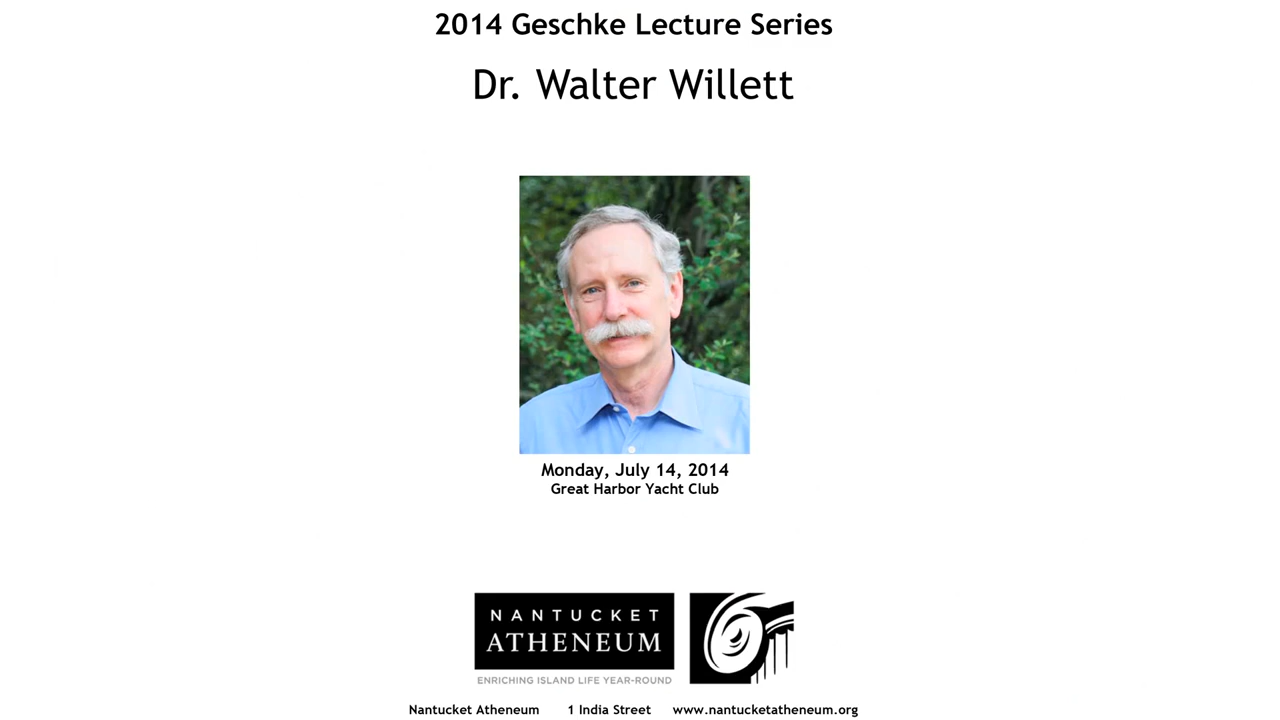 2014 Geschke Lecture Series
Dr. Walter Willett
Monday, July 14, 2014
Great Harbor Yacht Club
NANTUCKET
ATHENEUM
ENRICHING ISLAND LIFE YEAR-ROUND
Nantucket Atheneum 1 India Street www.nantucketatheneum.org